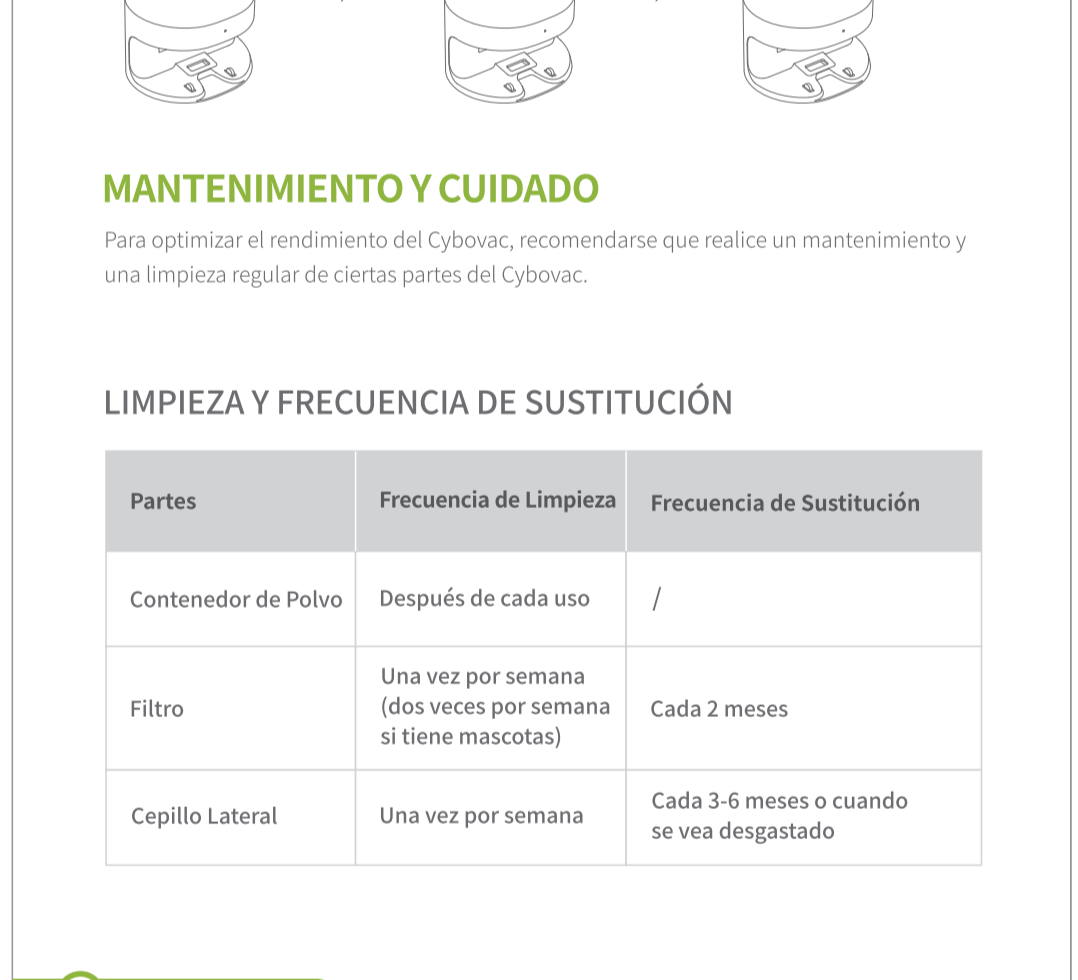 MANTENIMIENTO Y CUIDADO
Para optimizar el rendimiento del Cybovac, recomendarse que realice un mantenimiento y
una limpieza regular de ciertas partes del Cybovac.
LIMPIEZA Y FRECUENCIA DE SUSTITUCIÓN
Partes
Frecuencia de Limpieza
Frecuencia de Sustitución
Contenedor de Polvo
Después de cada uso
/
Filtro
Una vez por semana
(dos veces por semana
si tiene mascotas)
Cada 2 meses
Cepillo Lateral
Una vez por semana
Cada 3-6 meses o cuando
se vea desgastado